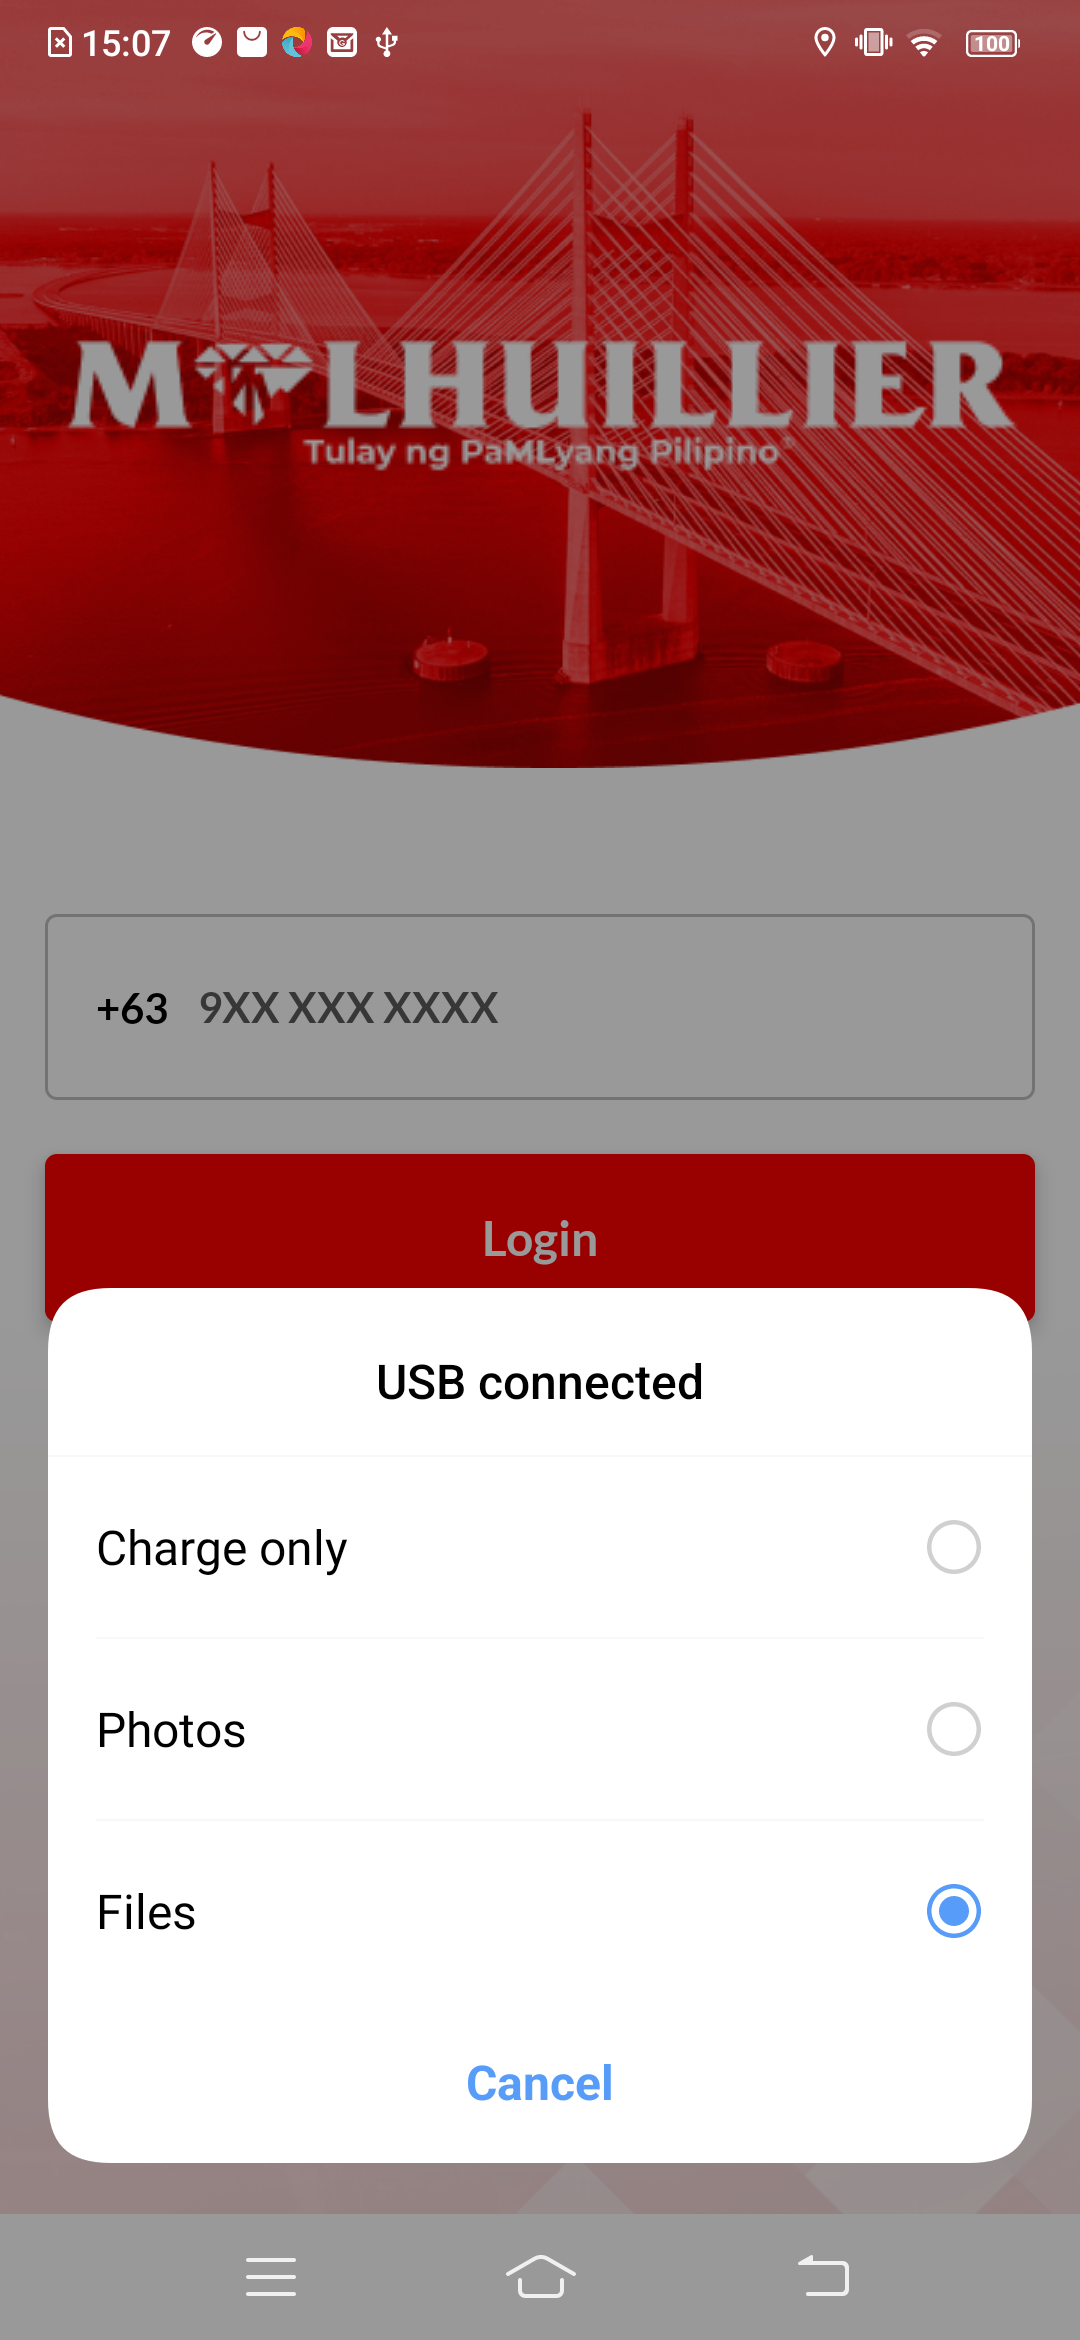 15:07
100
M LHUILLIER
Tulay ng PaMLyang Pilipino®
+63 9XX XXX XXXX
Login
USB connected
Charge only
Photos
Files
Cancel